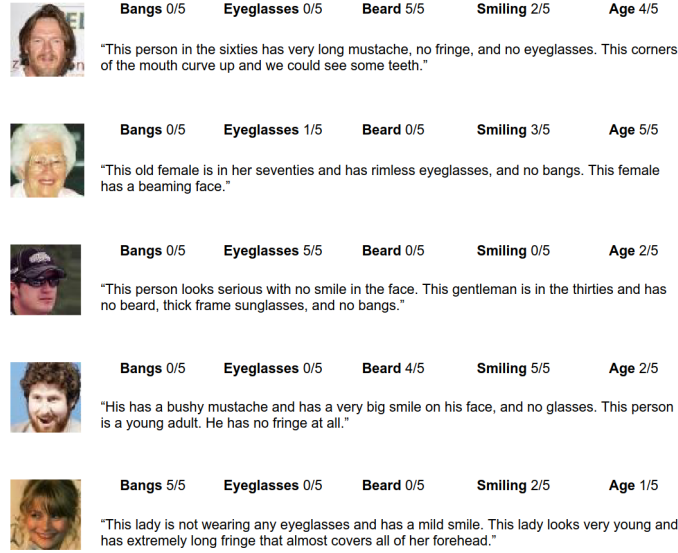 Bangs 0/5 Eyeglasses 0/5 Beard 5/5 Smiling 2/5 Age 4/5
“This person in the sixties has very long mustache, no fringe, and no eyeglasses. This corners
of the mouth curve up and we could see some teeth.”
Bangs 0/5 Eyeglasses 1/5 Beard 0/5 Smiling 3/5 Age 5/5
“This old female is in her seventies and has rimless eyeglasses, and no bangs. This female
has a beaming face.”
Bangs 0/5 Eyeglasses 5/5 Beard 0/5 Smiling 0/5 Age 2/5
“This person looks serious with no smile in the face. This gentleman is in the thirties and has
no beard, thick frame sunglasses, and no bangs.”
Bangs 0/5 Eyeglasses 0/5 Beard 4/5 Smiling 5/5 Age 2/5
“His has a bushy mustache and has a very big smile on his face, and no glasses. This person
is a young adult. He has no fringe at all.”
Bangs 5/5 Eyeglasses 0/5 Beard 0/5 Smiling 2/5 Age 1/5
“This lady is not wearing any eyeglasses and has a mild smile. This lady looks very young and
has extremely long fringe that almost covers all of her forehead.”